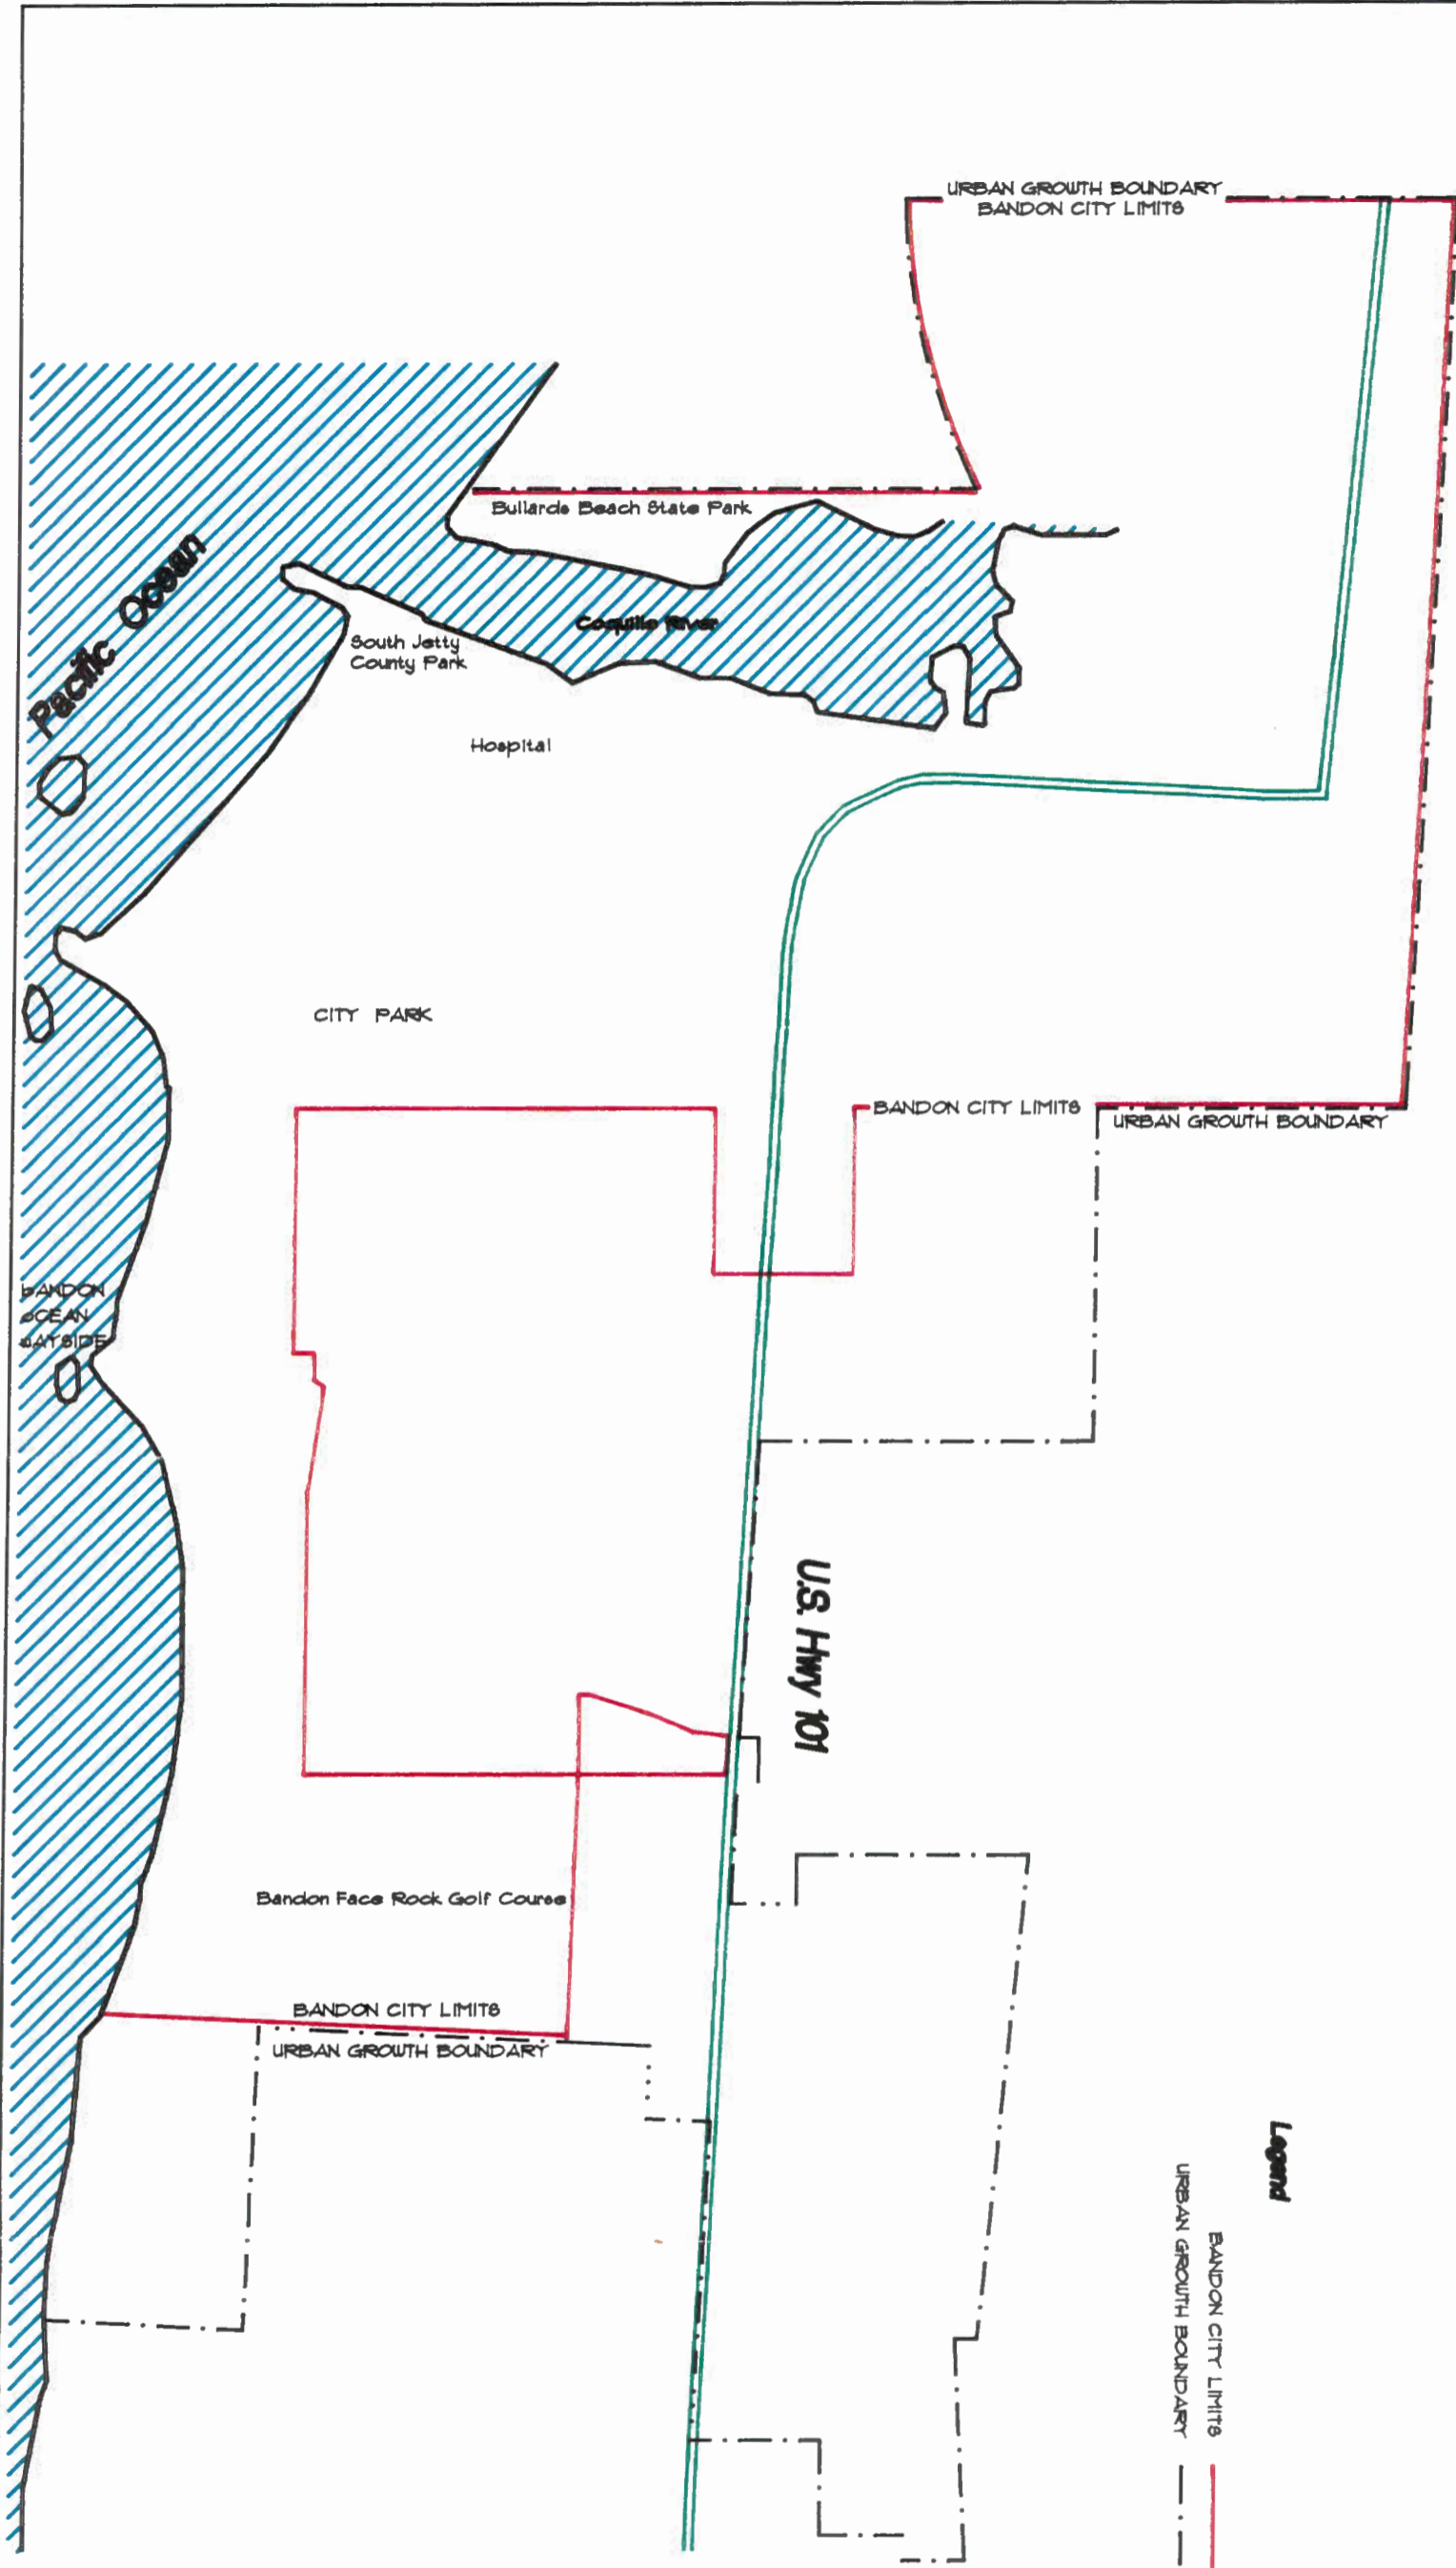 URBAN GROWTH BOUNDARY
BANDON CITY LIMITS
Bullards Beach State Park
Pacific Ocean
Coquille River
South Jetty
County Park
Hospital
CITY PARK
BANDON CITY LIMITS
URBAN GROWTH BOUNDARY
BANDON
OCEAN
WAYSIDE
U.S. Hwy 101
Bandon Face Rock Golf Course
BANDON CITY LIMITS
URBAN GROWTH BOUNDARY
Legend
BANDON CITY LIMITS
URBAN GROWTH BOUNDARY